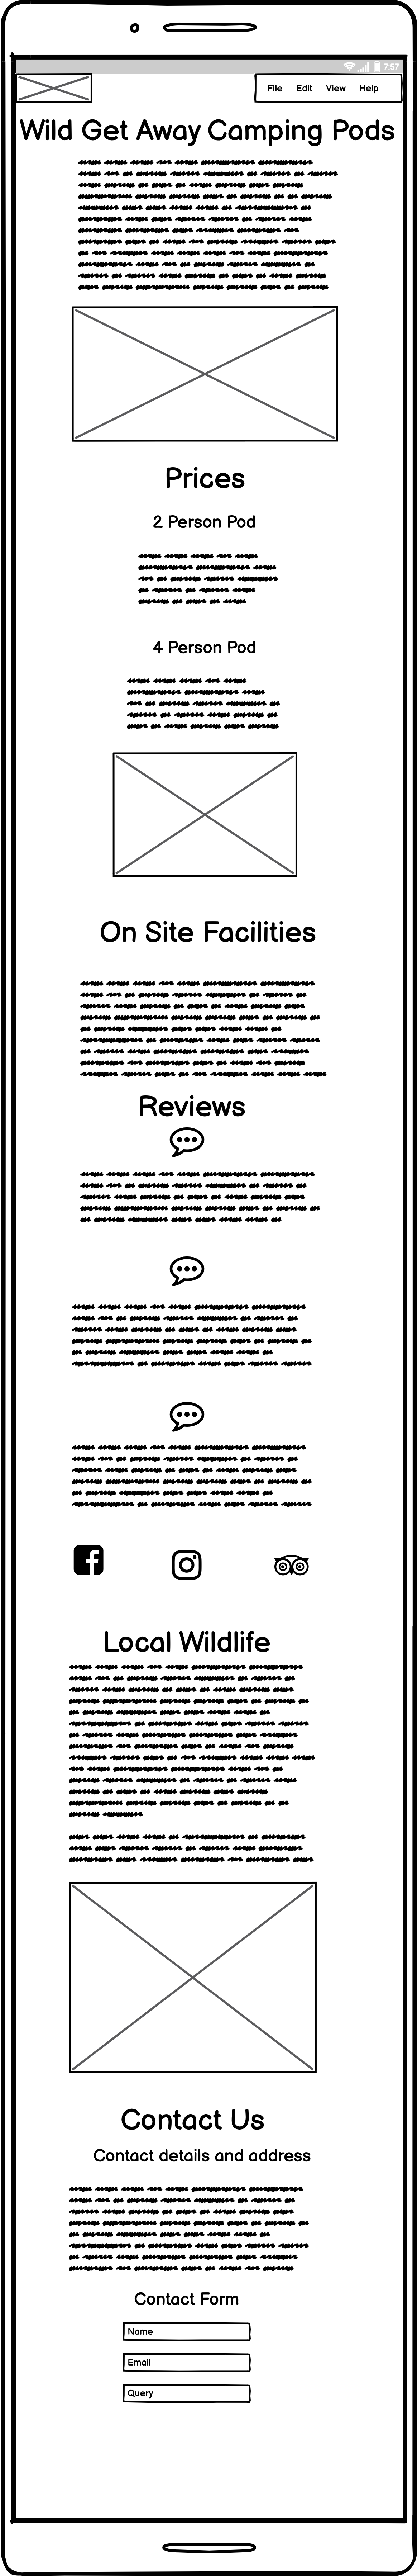 7:57
File Edit View Help
Wild Get Away Camping Pods
Prices
2 Person Pod
4 Person Pod
On Site Facilities
Reviews
Local Wildlife
Contact Us
Contact details and address
Contact Form
Name
Email
Query